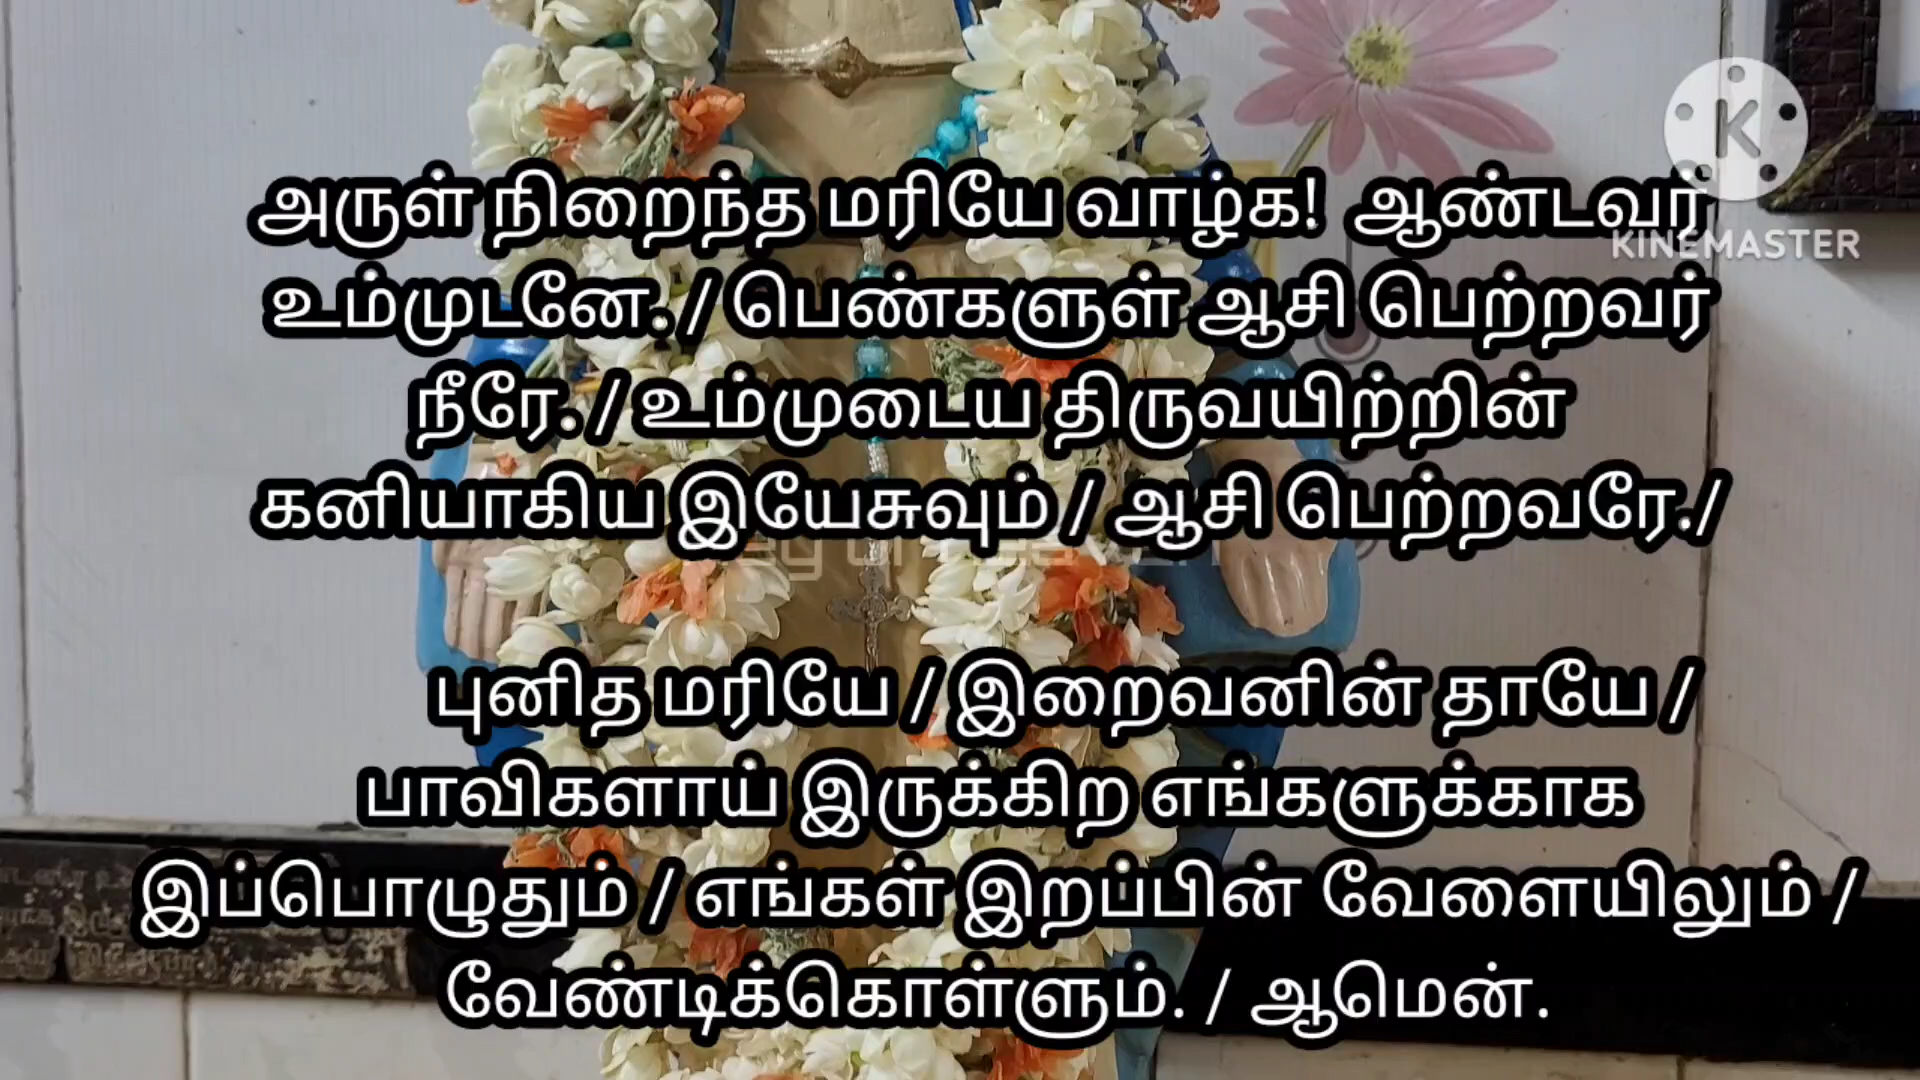 அருள் நிறைந்த மரியே வாழ்க! ஆண்டவர்
உம்முடனே. / பெண்களுள் ஆசி பெற்றவர்
நீரே. / உம்முடைய திருவயிற்றின்
கனியாகிய இயேசுவும் / ஆசி பெற்றவரே./
புனித மரியே / இறைவனின் தாயே /
பாவிகளாய் இருக்கிற எங்களுக்காக
இப்பொழுதும் / எங்கள் இறப்பின் வேளையிலும் /
வேண்டிக்கொள்ளும். / ஆமென்.
K
KINEMASTER